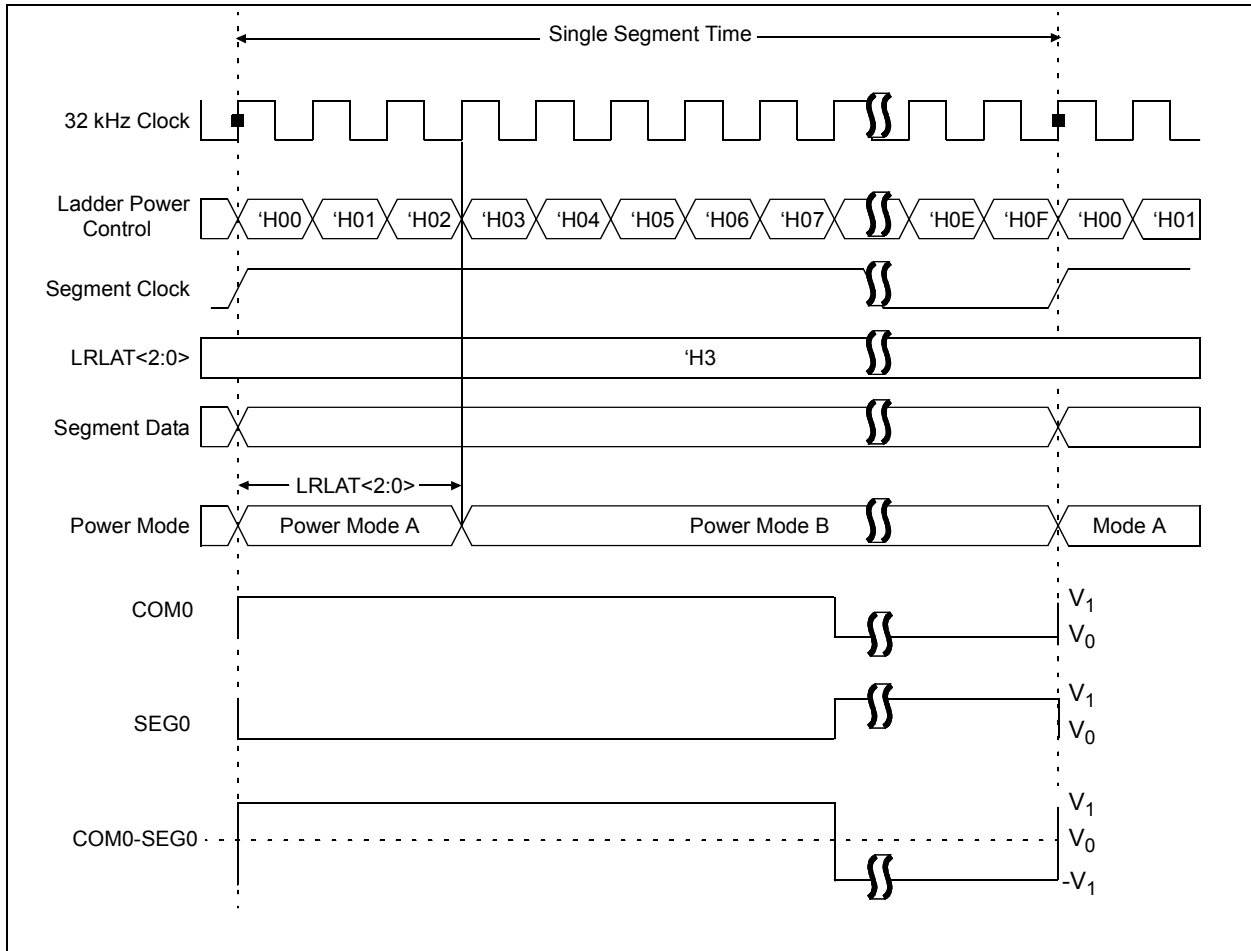 Single Segment Time
32 kHz Clock
Ladder Power
Control
‘H00 ‘H01 ‘H02 ‘H03 ‘H04 ‘H05 ‘H06 ‘H07 ‘H0E ‘H0F ‘H00 ‘H01
Segment Clock
LRLAT<2:0>
‘H3
Segment Data
LRLAT<2:0>
Power Mode
Power Mode A
Power Mode B
Mode A
COM0
V1
V0
SEG0
V1
V0
COM0-SEG0
V1
V0
-V1